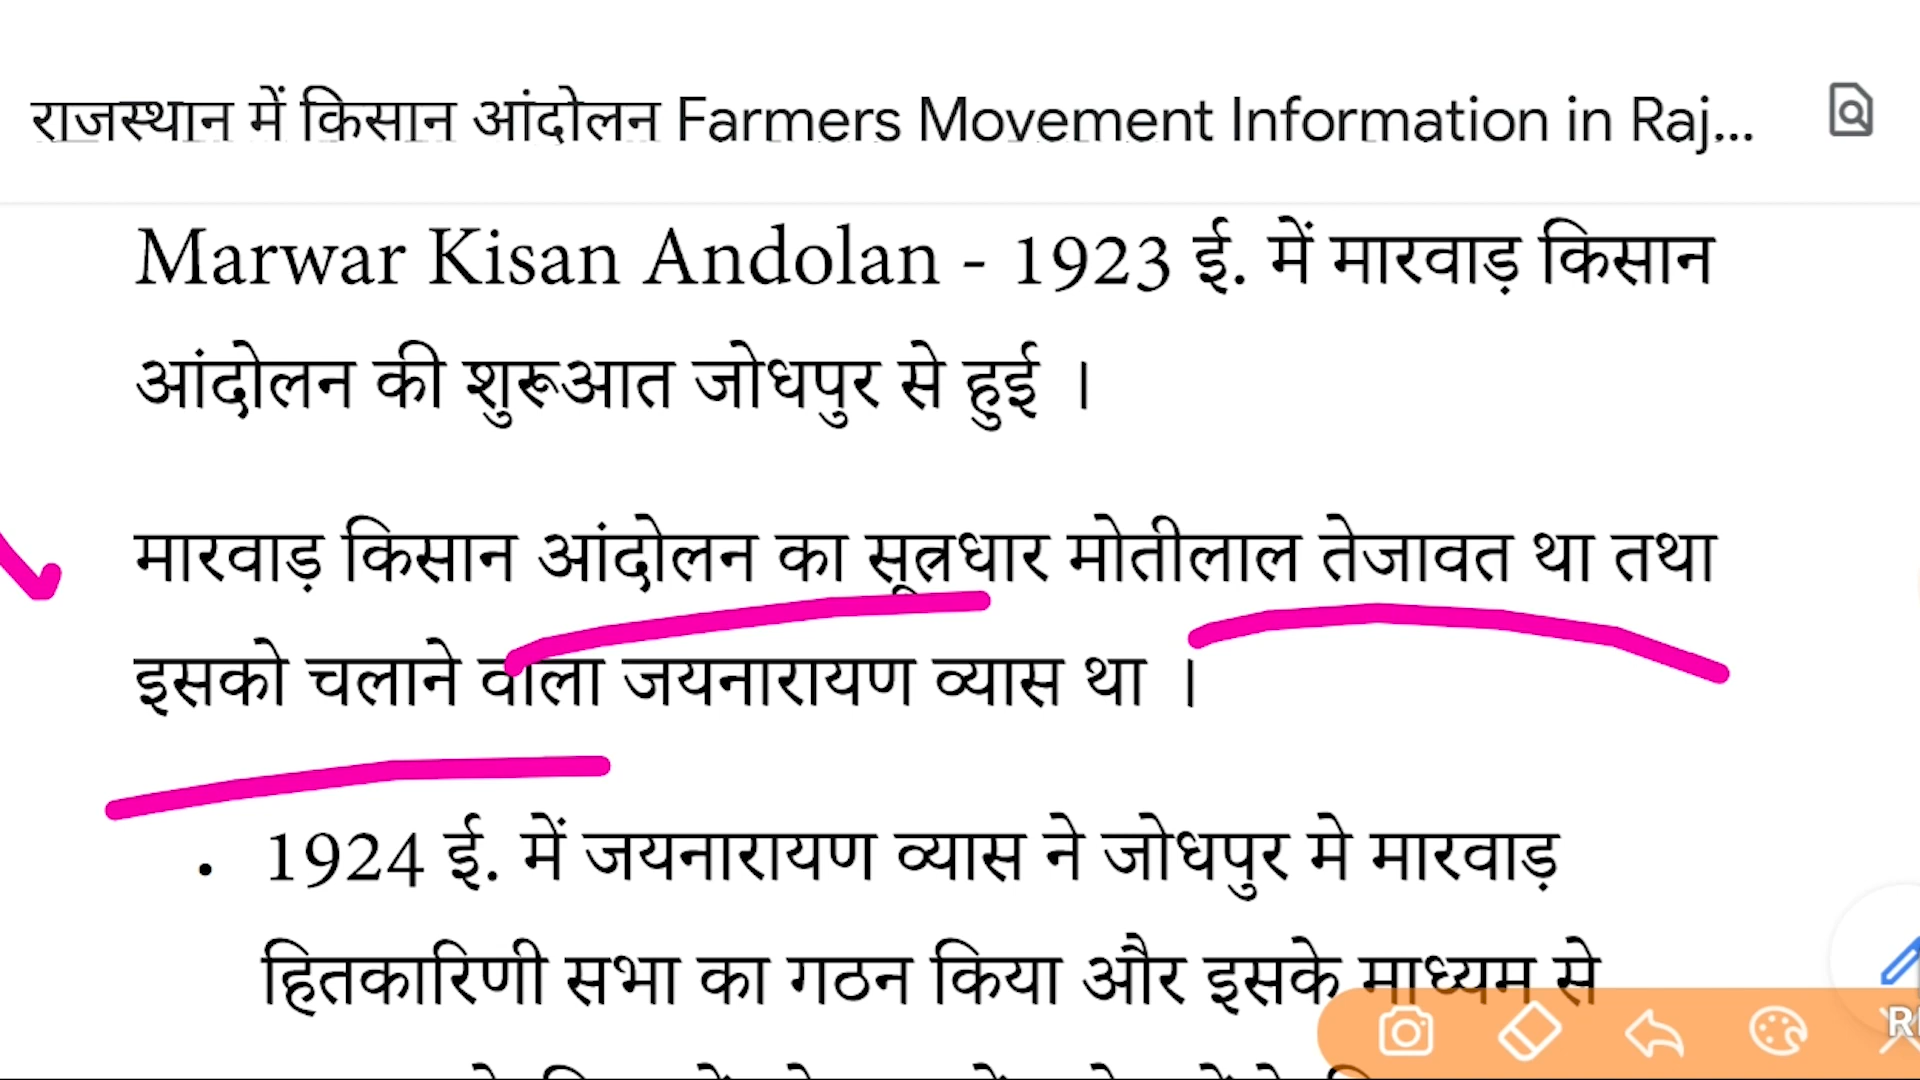 राजस्थान में किसान आंदोलन Farmers Movement Information in Raj...
Marwar Kisan Andolan - 1923 ई. में मारवाड़ किसान
आंदोलन की शुरूआत जोधपुर से हुई ।
मारवाड़ किसान आंदोलन का सूत्रधार मोतीलाल तेजावत था तथा
इसको चलाने वाला जयनारायण व्यास था ।
• 1924 ई. में जयनारायण व्यास ने जोधपुर मे मारवाड़
हितकारिणी सभा का गठन किया और इसके माध्यम से